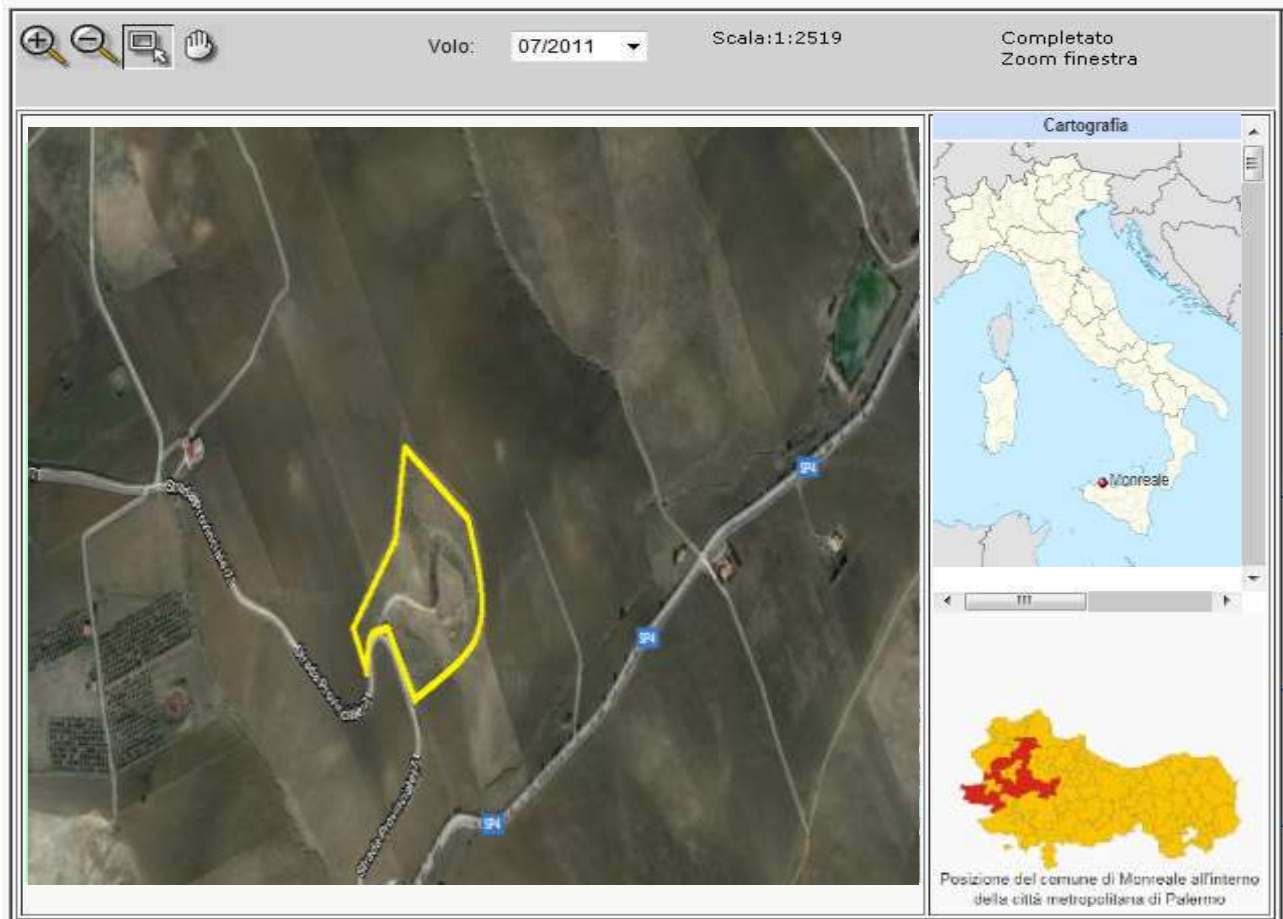 Volo:
07/2011
Scala:1:2519
Completato
Zoom finestra
Cartografia
Monreale
SP4
SP4
SP4
Posizione del comune di Monreale all'interno
della città metropolitana di Palermo